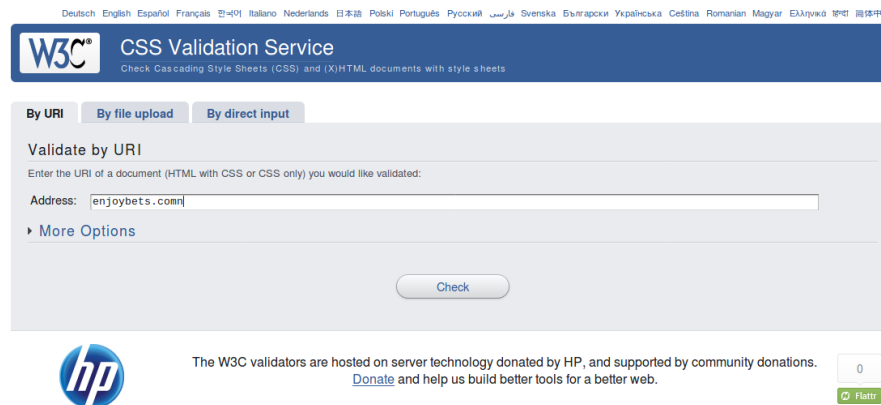 Deutsch English Español Français 한국어 Italiano Nederlands 日本語 Polski Português Русский فارسی Svenska Български Українська Čeština Romanian Magyar Ελληνικά हिन्दी 简体中
W3C®
CSS Validation Service
Check Cascading Style Sheets (CSS) and (X)HTML documents with style sheets
By URI By file upload By direct input
Validate by URI
Enter the URI of a document (HTML with CSS or CSS only) you would like validated:
Address: enjoybets.comn
More Options
Check
hp
The W3C validators are hosted on server technology donated by HP, and supported by community donations.
Donate and help us build better tools for a better web.
0
Flattr